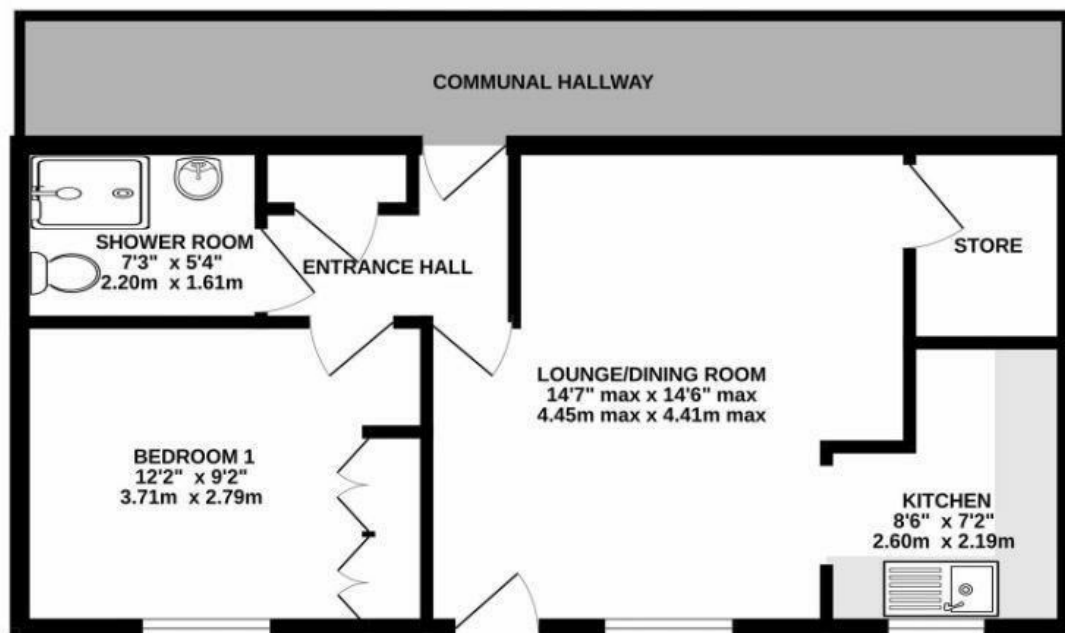 COMMUNAL HALLWAY
SHOWER ROOM
7'3" x 5'4"
2.20m x 1.61m
ENTRANCE HALL
STORE
LOUNGE/DINING ROOM
14'7" max x 14'6" max
4.45m max x 4.41m max
BEDROOM 1
12'2" x 9'2"
3.71m x 2.79m
KITCHEN
8'6" x 7'2"
2.60m x 2.19m